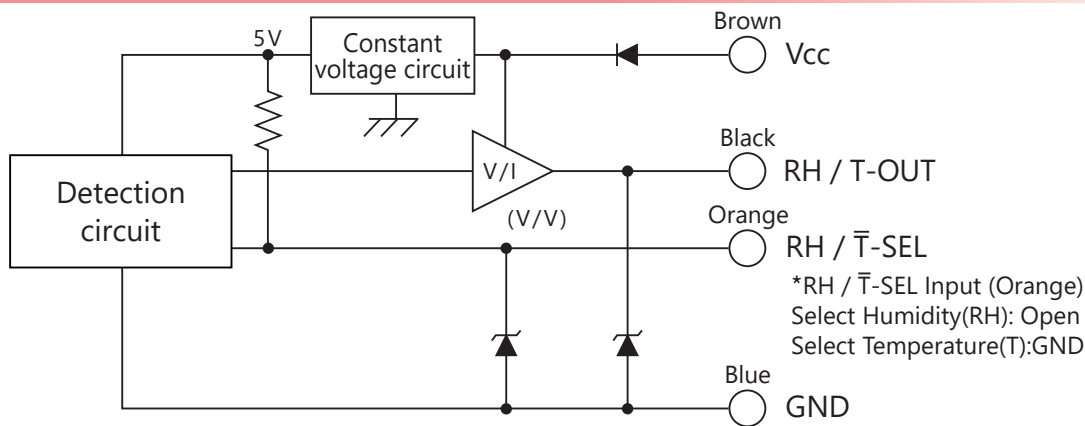 Brown
Vcc
5V
Constant
voltage circuit
Black
RH / T-OUT
V/I
(V/V)
Detection
circuit
Orange
RH / T̅-SEL
*RH / T̅-SEL Input (Orange)
Select Humidity(RH): Open
Select Temperature(T):GND
Blue
GND